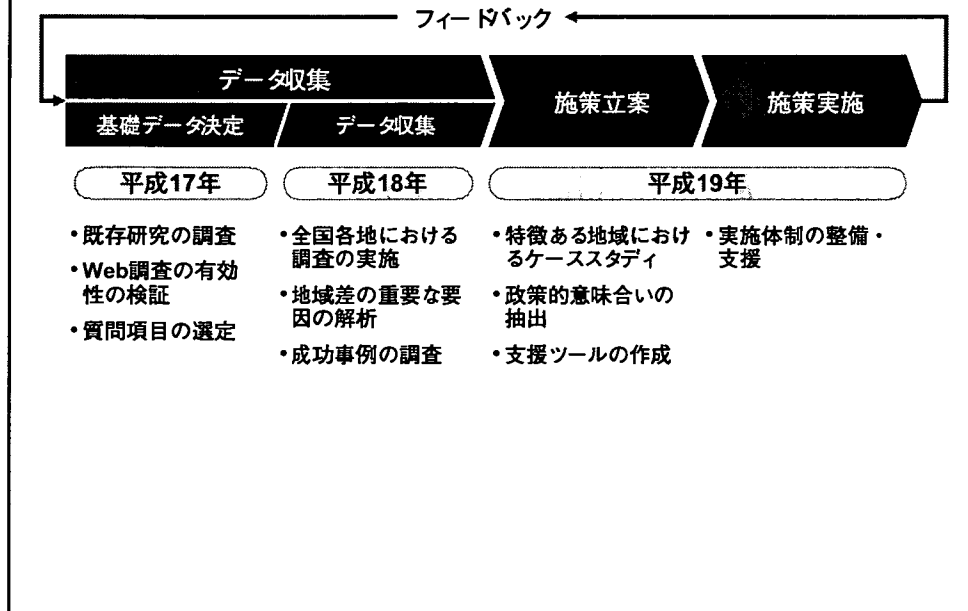 フィードバック
データ収集
施策立案
施策実施
基礎データ決定
データ収集
平成17年
平成18年
平成19年
・既存研究の調査
・Web調査の有効
性の検証
・質問項目の選定
・全国各地における
調査の実施
・地域差の重要な要
因の解析
・成功事例の調査
・特徴ある地域におけ
るケーススタディ
・政策的意味合いの
抽出
・支援ツールの作成
・実施体制の整備・
支援